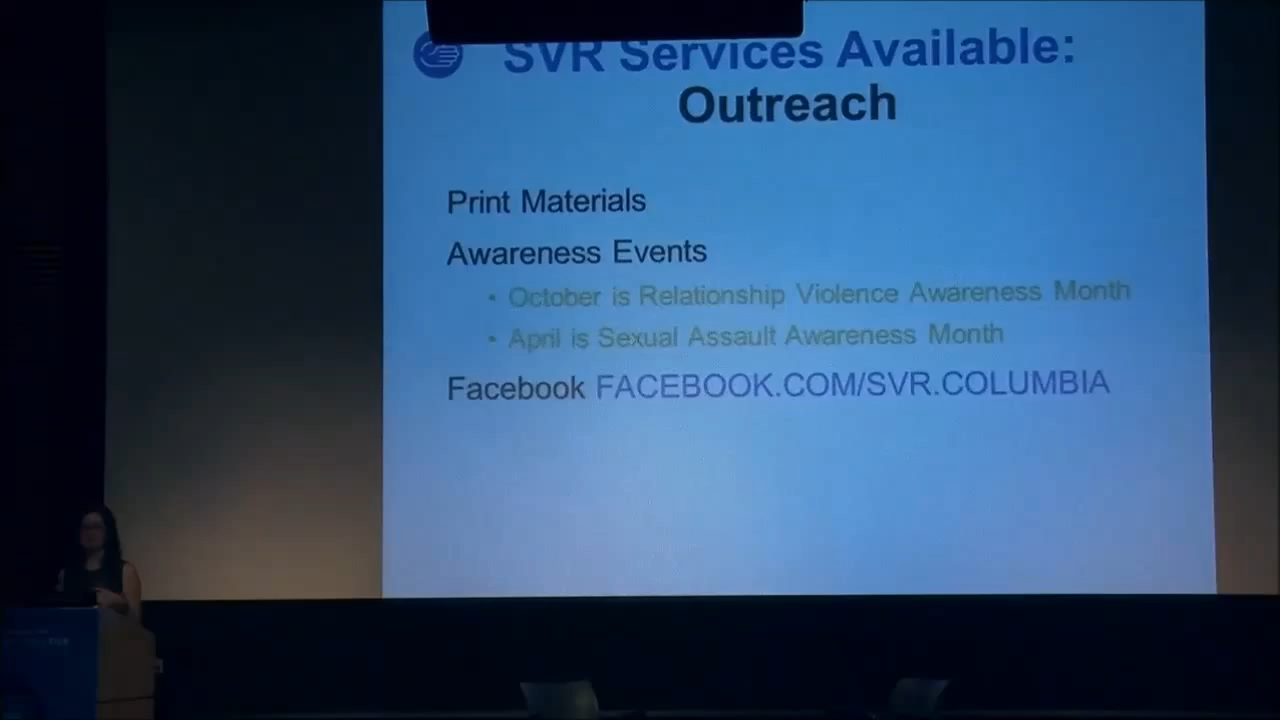 SVR Services Available:
Outreach
Print Materials
Awareness Events
• October is Relationship Violence Awareness Month
• April is Sexual Assault Awareness Month
Facebook FACEBOOK.COM/SVR.COLUMBIA